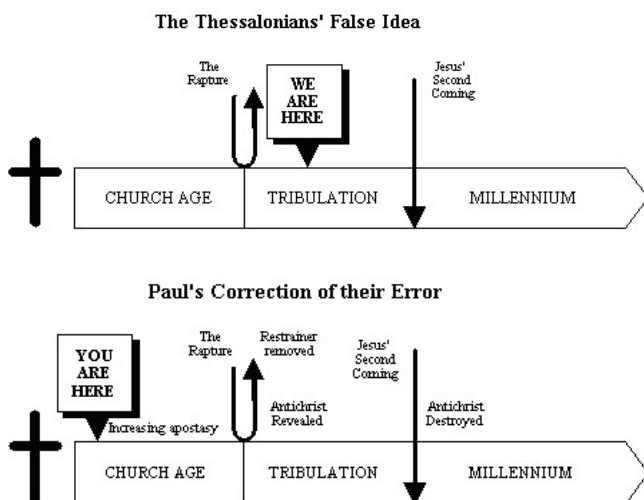 The Thessalonians' False Idea
The
Rapture
WE
ARE
HERE
Jesus'
Second
Coming
CHURCH AGE
TRIBULATION
MILLENNIUM
Paul's Correction of their Error
YOU
ARE
HERE
The
Rapture
Restrainer
removed
Jesus'
Second
Coming
Increasing apostasy
Antichrist
Revealed
Antichrist
Destroyed
CHURCH AGE
TRIBULATION
MILLENNIUM